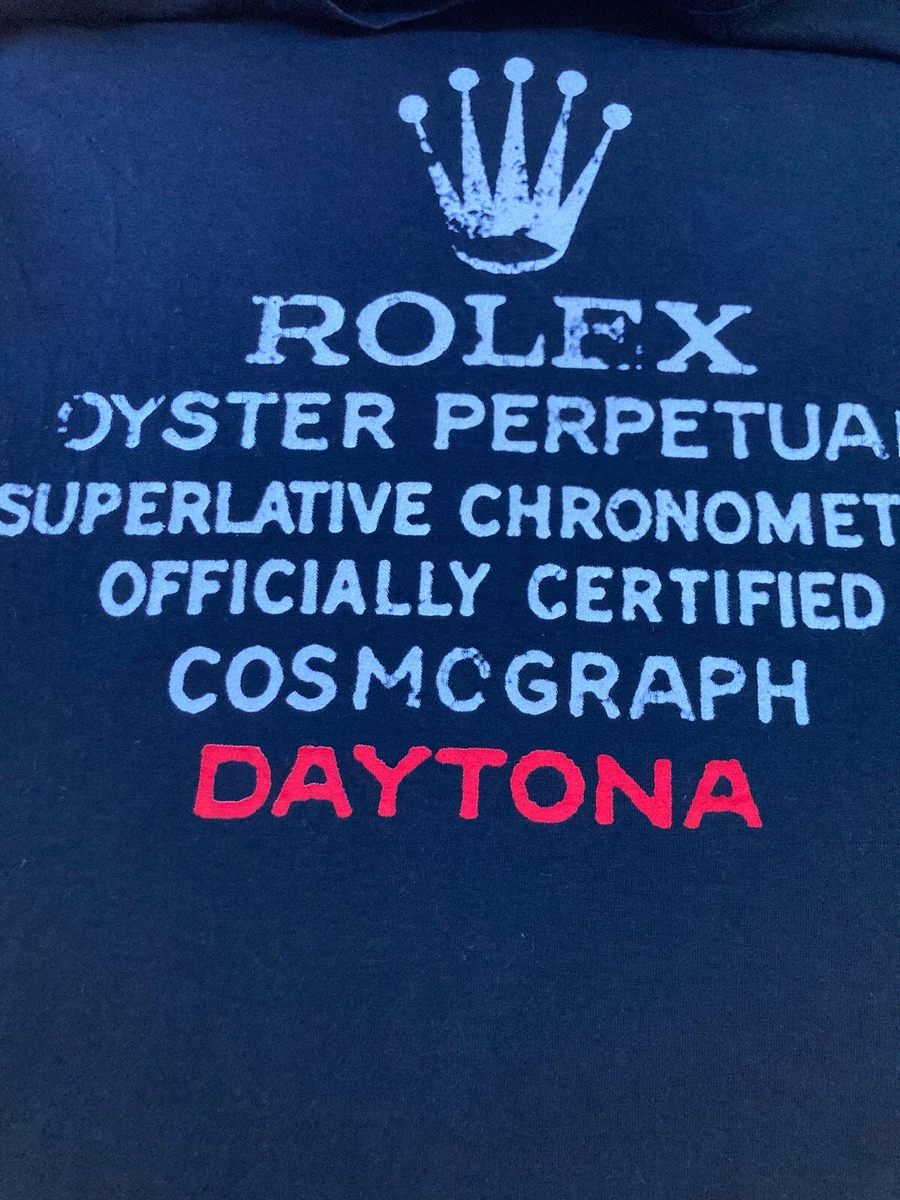 ROLEX
OYSTER PERPETUAL
SUPERLATIVE CHRONOMET
OFFICIALLY CERTIFIED
COSMOGRAPH
DAYTONA